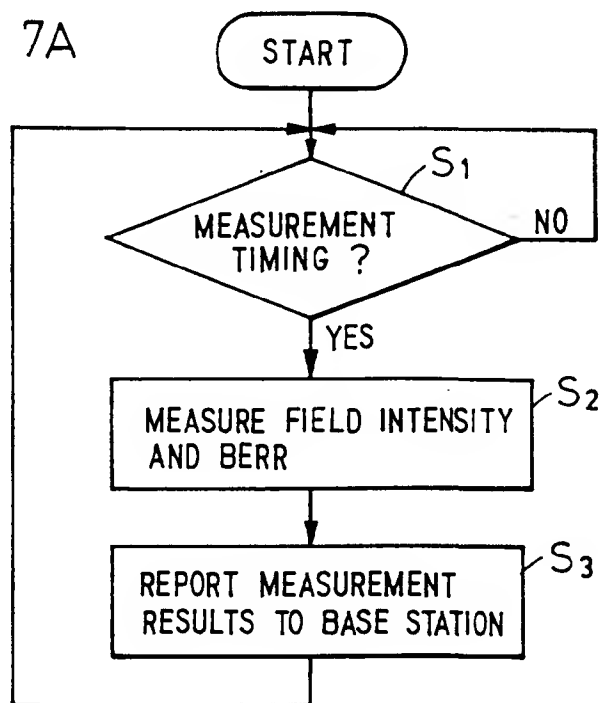 7A
START
S1
MEASUREMENT
TIMING ?
NO
YES
S2
MEASURE FIELD INTENSITY
AND BERR
S3
REPORT MEASUREMENT
RESULTS TO BASE STATION